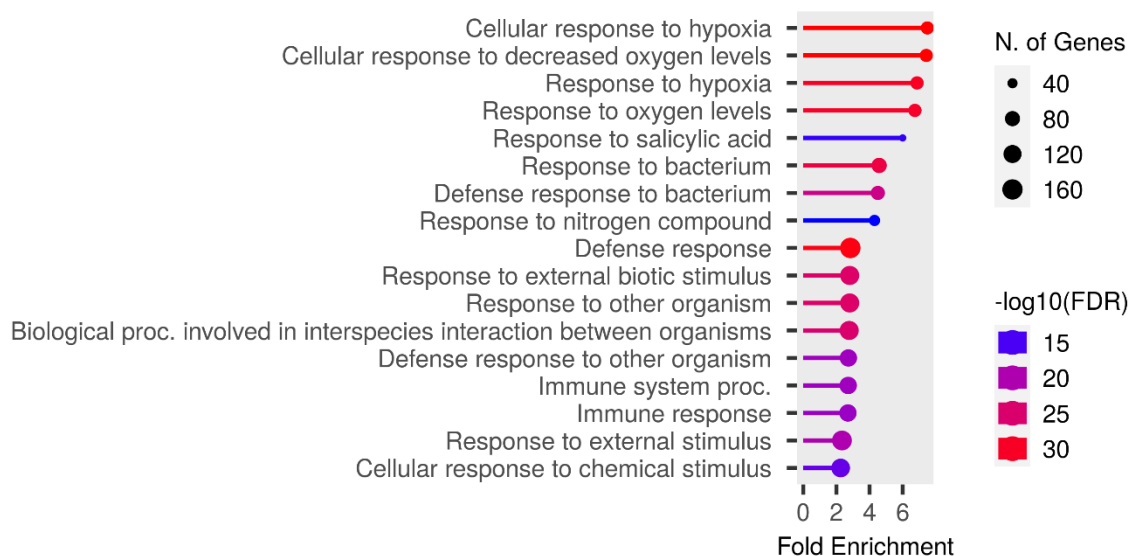 Cellular response to hypoxia
Cellular response to decreased oxygen levels
Response to hypoxia
Response to oxygen levels
Response to salicylic acid
Response to bacterium
Defense response to bacterium
Response to nitrogen compound
Defense response
Response to external biotic stimulus
Response to other organism
Biological proc. involved in interspecies interaction between organisms
Defense response to other organism
Immune system proc.
Immune response
Response to external stimulus
Cellular response to chemical stimulus
0 2 4 6
Fold Enrichment
N. of Genes
40
80
120
160
-log10(FDR)
15
20
25
30